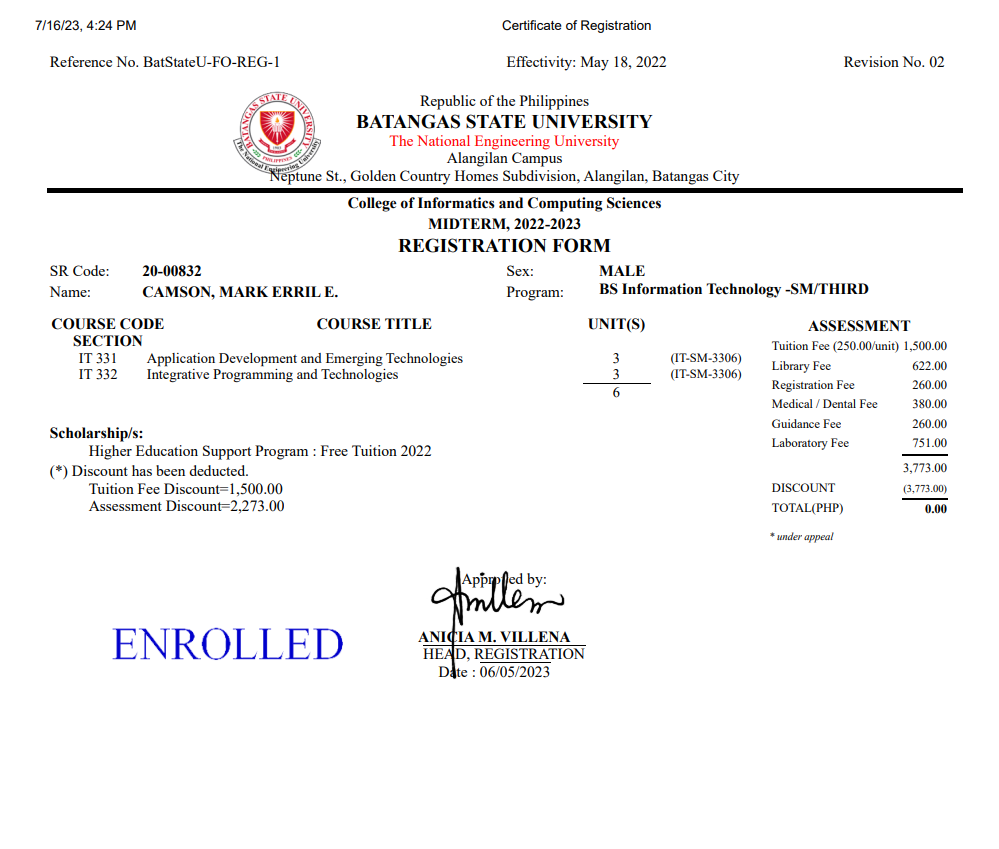 7/16/23, 4:24 PM Certificate of Registration
Reference No. BatStateU-FO-REG-1 Effectivity: May 18, 2022 Revision No. 02
BATANGAS STATE UNIVERSITY
PHILIPPINES
The National Engineering University
Republic of the Philippines
BATANGAS STATE UNIVERSITY
The National Engineering University
Alangilan Campus
Neptune St., Golden Country Homes Subdivision, Alangilan, Batangas City
College of Informatics and Computing Sciences
MIDTERM, 2022-2023
REGISTRATION FORM
SR Code: 20-00832 Sex: MALE
Name: CAMSON, MARK ERRIL E. Program: BS Information Technology -SM/THIRD
COURSE CODE COURSE TITLE UNIT(S)
SECTION
IT 331 Application Development and Emerging Technologies 3 (IT-SM-3306)
IT 332 Integrative Programming and Technologies 3 (IT-SM-3306)
6
ASSESSMENT
Tuition Fee (250.00/unit) 1,500.00
Library Fee 622.00
Registration Fee 260.00
Medical / Dental Fee 380.00
Guidance Fee 260.00
Laboratory Fee 751.00
3,773.00
DISCOUNT (3,773.00)
TOTAL(PHP) 0.00
* under appeal
Scholarship/s:
Higher Education Support Program : Free Tuition 2022
(*) Discount has been deducted.
Tuition Fee Discount=1,500.00
Assessment Discount=2,273.00
Approved by:
ENROLLED
ANICIA M. VILLENA
HEAD, REGISTRATION
Date : 06/05/2023